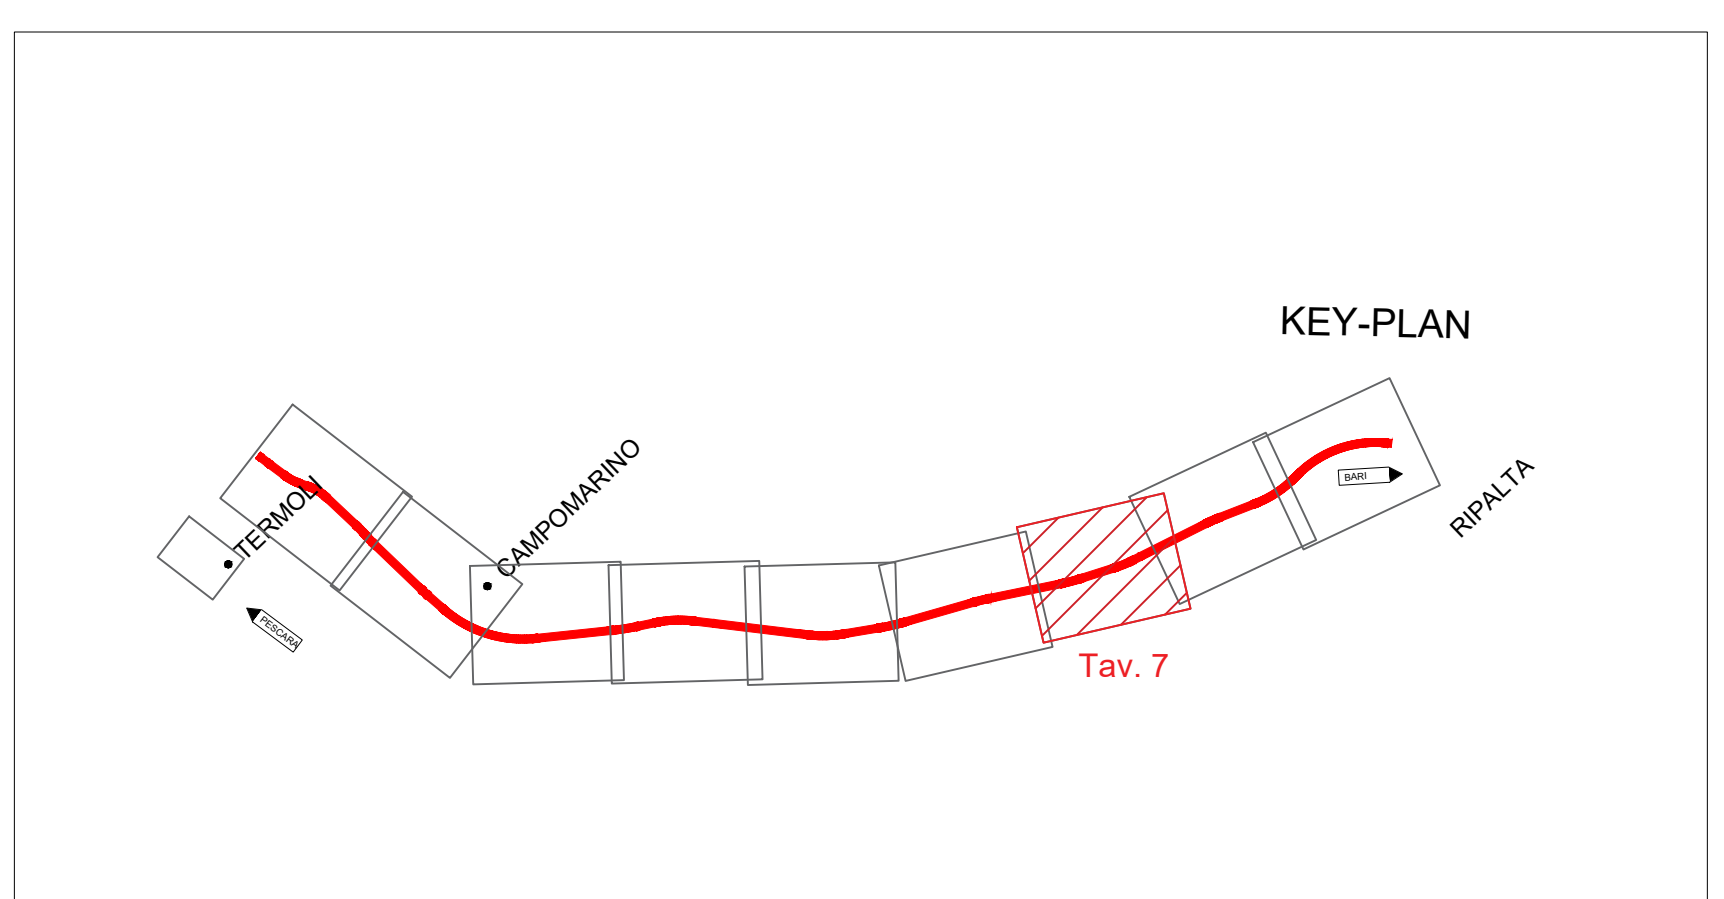 KEY-PLAN
TERMOLI
CAMPOMARINO
RIPALTA
BARI
PESCARA
Tav. 7